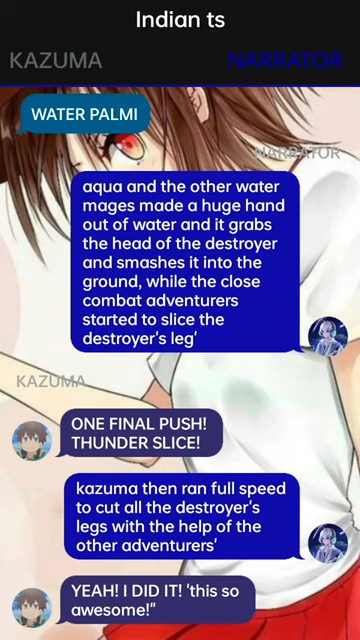 Indian ts
KAZUMA
NARRATOR
WATER PALMI
NARRATOR
aqua and the other water
mages made a huge hand
out of water and it grabs
the head of the destroyer
and smashes it into the
ground, while the close
combat adventurers
started to slice the
destroyer's leg'
KAZUMA
ONE FINAL PUSH!
THUNDER SLICE!
kazuma then ran full speed
to cut all the destroyer's
legs with the help of the
other adventurers'
YEAH! I DID IT! 'this so
awesome!"